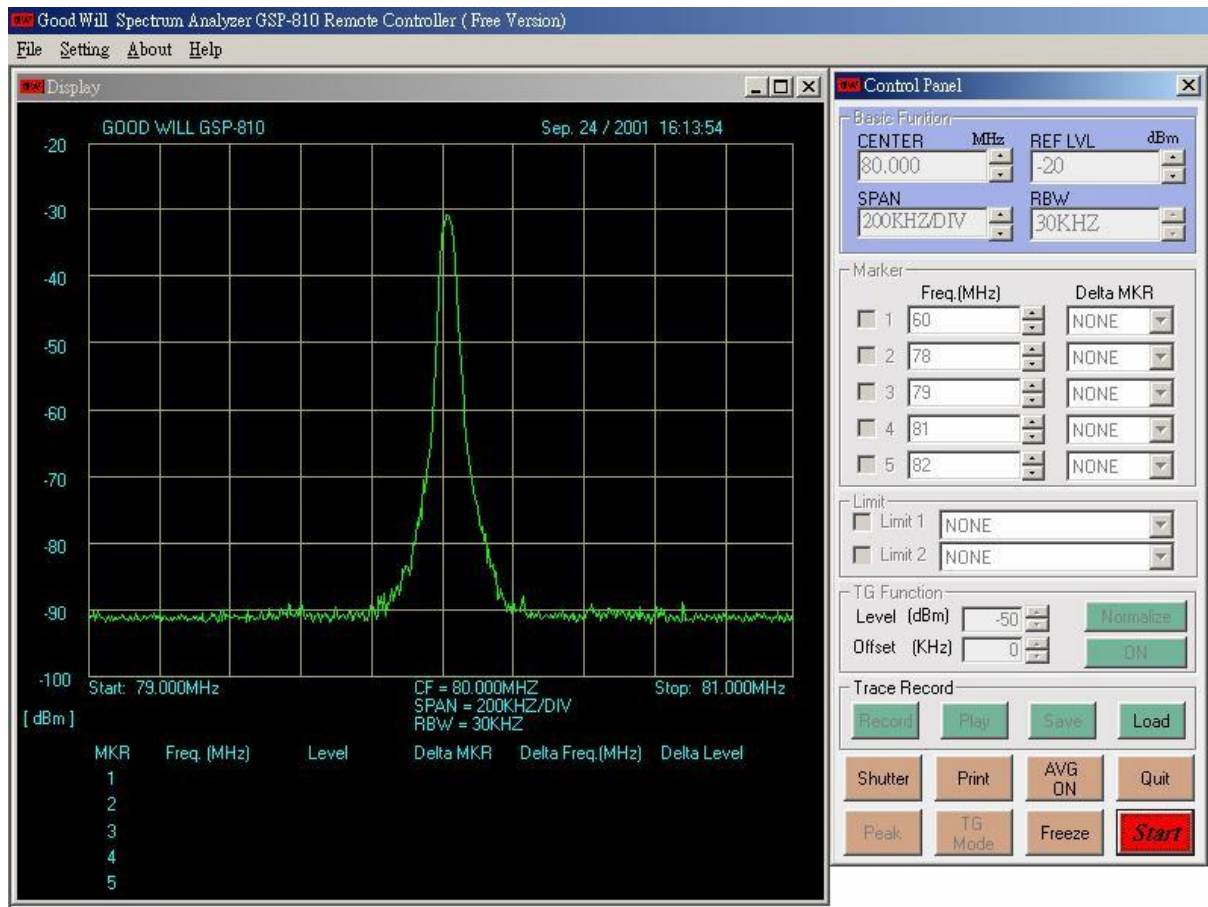 GW Good Will Spectrum Analyzer GSP-810 Remote Controller ( Free Version)
File Setting About Help
GW Display
GOOD WILL GSP-810 Sep. 24 / 2001 16:13:54
-20
-30
-40
-50
-60
-70
-80
-90
-100
[ dBm ]
Start: 79.000MHz CF = 80.000MHZ Stop: 81.000MHz
SPAN = 200KHZ/DIV
RBW = 30KHZ
MKR Freq. (MHz) Level Delta MKR Delta Freq.(MHz) Delta Level
1
2
3
4
5
GW Control Panel
Basic Funtion
CENTER MHz REF LVL dBm
80.000 -20
SPAN RBW
200KHZ/DIV 30KHZ
Marker
Freq.(MHz) Delta MKR
1 60 NONE
2 78 NONE
3 79 NONE
4 81 NONE
5 82 NONE
Limit
Limit 1 NONE
Limit 2 NONE
TG Function
Level (dBm) -50 Normalize
Offset (KHz) 0 ON
Trace Record
Record Play Save Load
Shutter Print AVG ON Quit
Peak TG Mode Freeze Start